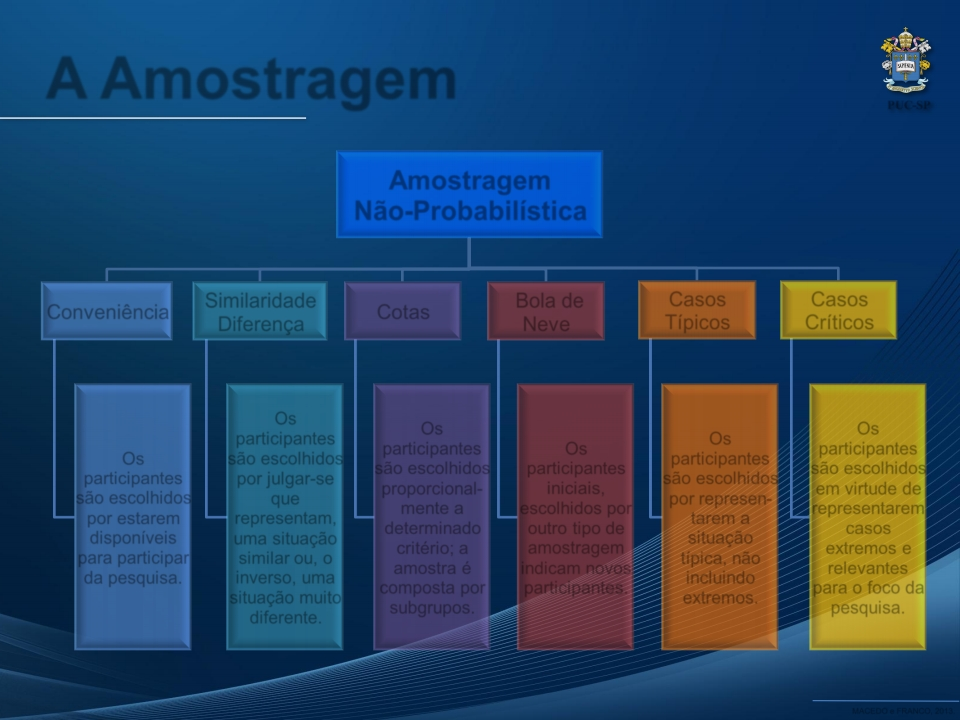 A Amostragem
SAPIENTIA
PUC-SP
Amostragem
Não-Probabilística
Conveniência
Similaridade
Diferença
Cotas
Bola de
Neve
Casos
Típicos
Casos
Críticos
Os
participantes
são escolhidos
por estarem
disponíveis
para participar
da pesquisa.
Os
participantes
são escolhidos
por julgar-se
que
representam,
uma situação
similar ou, o
inverso, uma
situação muito
diferente.
Os
participantes
são escolhidos
proporcional-
mente a
determinado
critério; a
amostra é
composta por
subgrupos.
Os
participantes
iniciais,
escolhidos por
outro tipo de
amostragem
indicam novos
participantes.
Os
participantes
são escolhidos
por represen-
tarem a
situação
típica, não
incluindo
extremos.
Os
participantes
são escolhidos
em virtude de
representarem
casos
extremos e
relevantes
para o foco da
pesquisa.